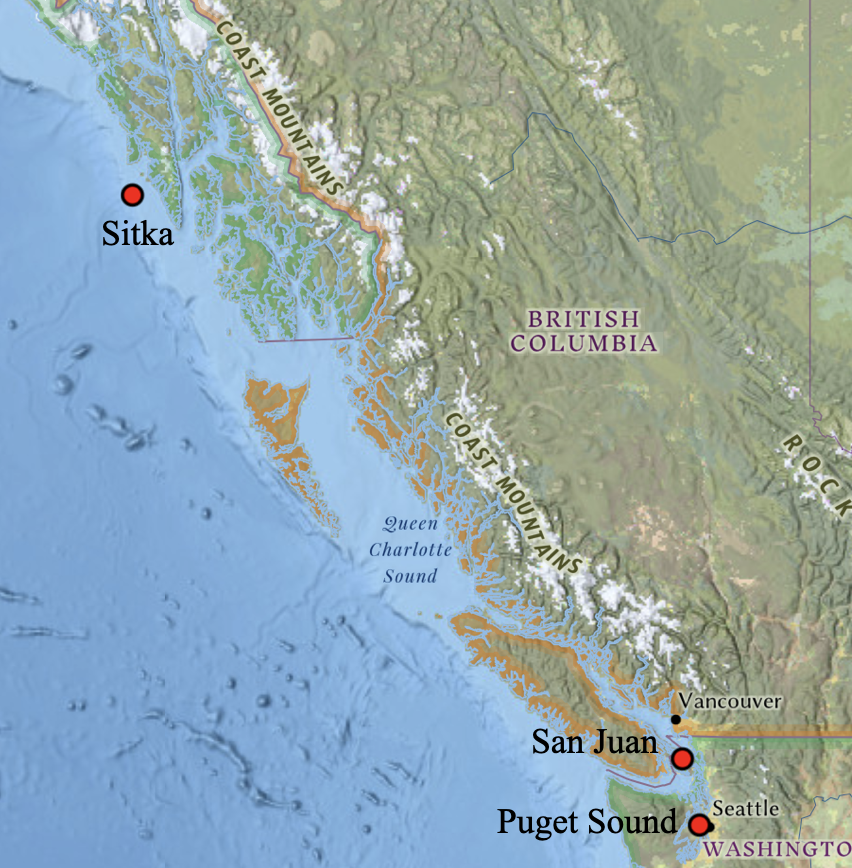 COAST MOUNTAINS
Sitka
BRITISH
COLUMBIA
COAST MOUNTAINS
ROCK
Queen
Charlotte
Sound
Vancouver
San Juan
Seattle
Puget Sound
WASHINGTO